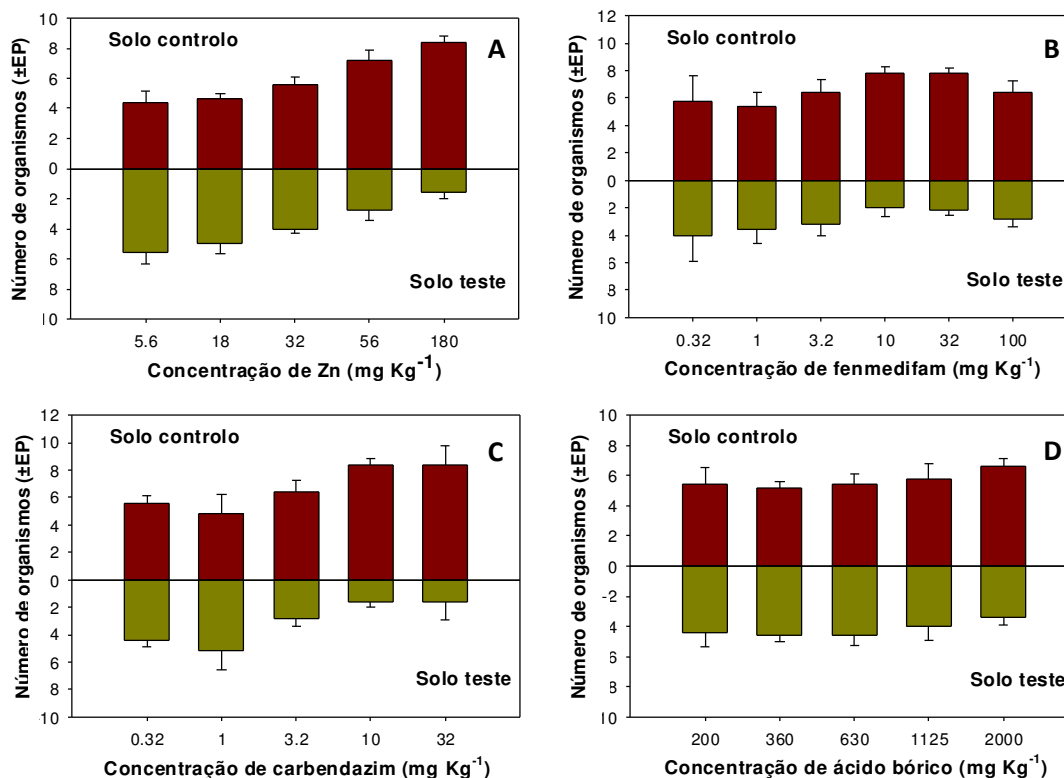 Solo controlo
A
Número de organismos (±EP)
10
8
6
4
2
0
2
4
6
8
10
Solo teste
5.6 18 32 56 180
Concentração de Zn (mg Kg-1)
Solo controlo
B
Número de organismos (±EP)
12
10
8
6
4
2
0
2
4
6
8
10
Solo teste
0.32 1 3.2 10 32 100
Concentração de fenmedifam (mg Kg-1)
Solo controlo
C
Número de organismos (±EP)
12
10
8
6
4
2
0
2
4
6
8
10
Solo teste
0.32 1 3.2 10 32
Concentração de carbendazim (mg Kg-1)
Solo controlo
D
Número de organismos (±EP)
10
8
6
4
2
0
-2
4
6
8
10
Solo teste
200 360 630 1125 2000
Concentração de ácido bórico (mg Kg-1)